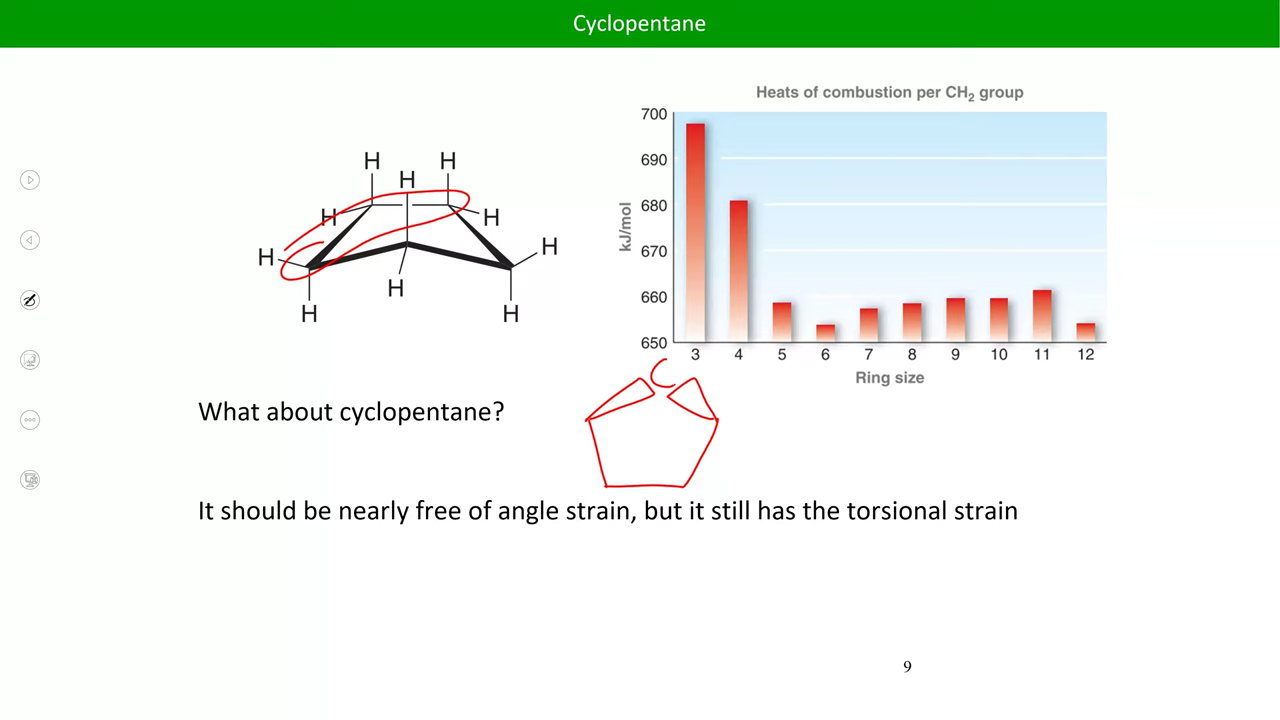 Cyclopentane
H H
H
H H
H H
H
H H
Heats of combustion per CH₂ group
700
690
680
670
660
650
kJ/mol
3 4 5 6 7 8 9 10 11 12
Ring size
What about cyclopentane?
It should be nearly free of angle strain, but it still has the torsional strain
9